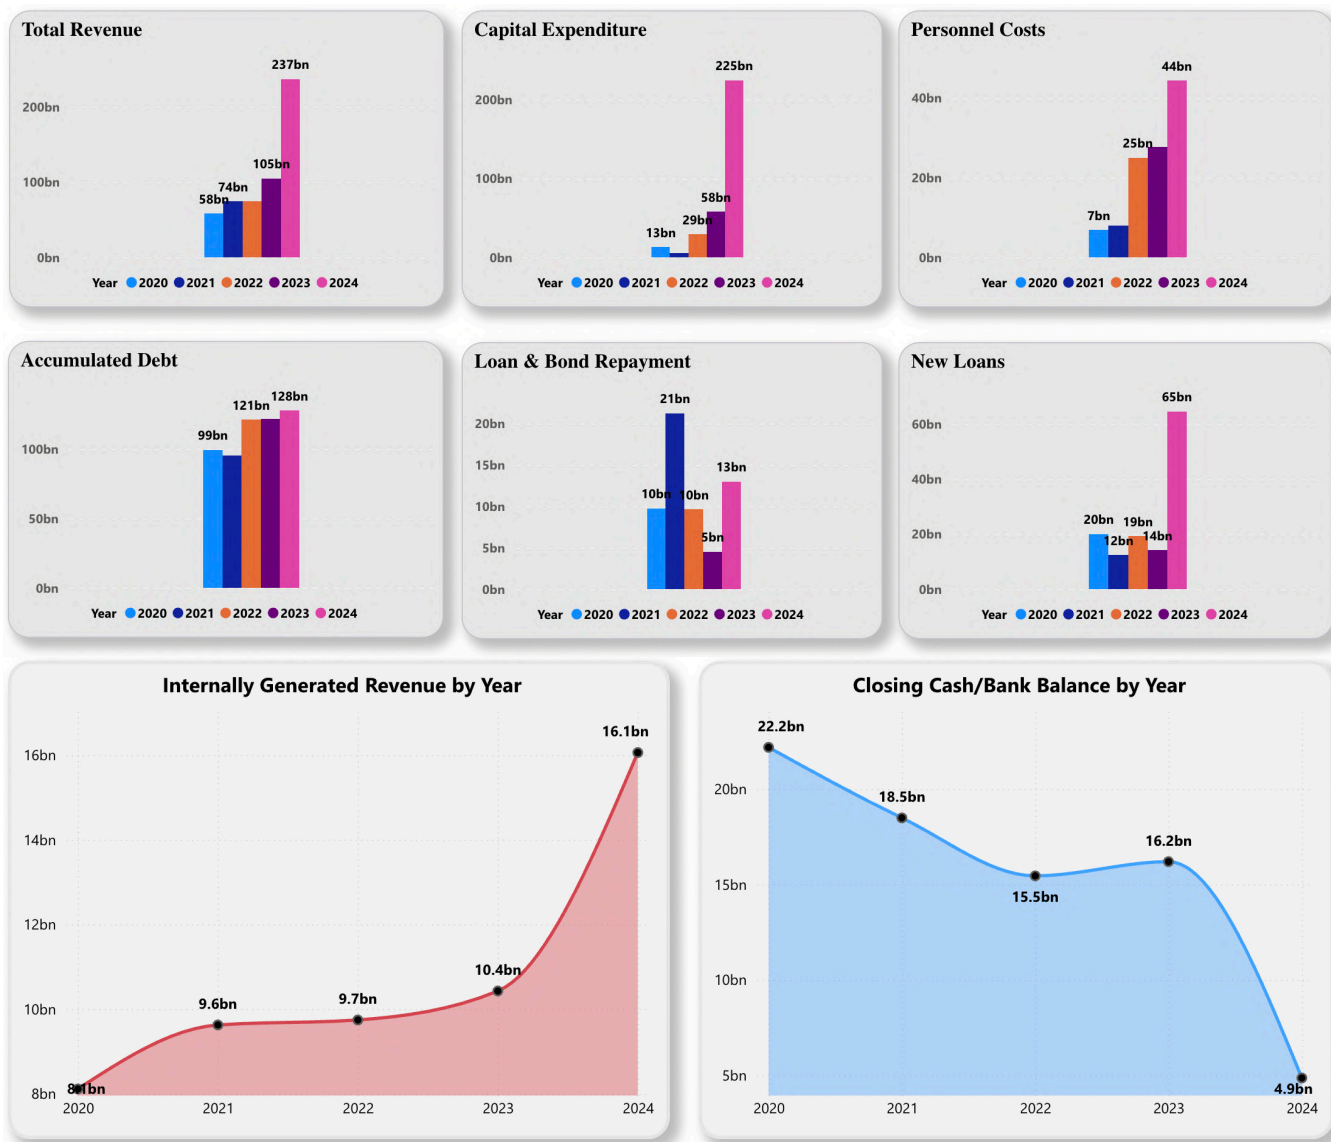 Total Revenue
237bn
200bn
105bn
100bn
74bn
58bn
0bn
Year 2020 2021 2022 2023 2024
Capital Expenditure
225bn
200bn
100bn
58bn
29bn
13bn
0bn
Year 2020 2021 2022 2023 2024
Personnel Costs
44bn
40bn
25bn
20bn
7bn
0bn
Year 2020 2021 2022 2023 2024
Accumulated Debt
128bn
121bn
99bn
100bn
50bn
0bn
Year 2020 2021 2022 2023 2024
Loan & Bond Repayment
21bn
20bn
15bn
13bn
10bn 10bn
10bn
5bn
5bn
0bn
Year 2020 2021 2022 2023 2024
New Loans
65bn
60bn
40bn
20bn 19bn
12bn 14bn
20bn
0bn
Year 2020 2021 2022 2023 2024
Internally Generated Revenue by Year
16.1bn
16bn
14bn
12bn
10.4bn
9.6bn 9.7bn
10bn
8.1bn
8bn
2020 2021 2022 2023 2024
Closing Cash/Bank Balance by Year
22.2bn
20bn
18.5bn
16.2bn
15bn
15.5bn
10bn
5bn
4.9bn
2020 2021 2022 2023 2024